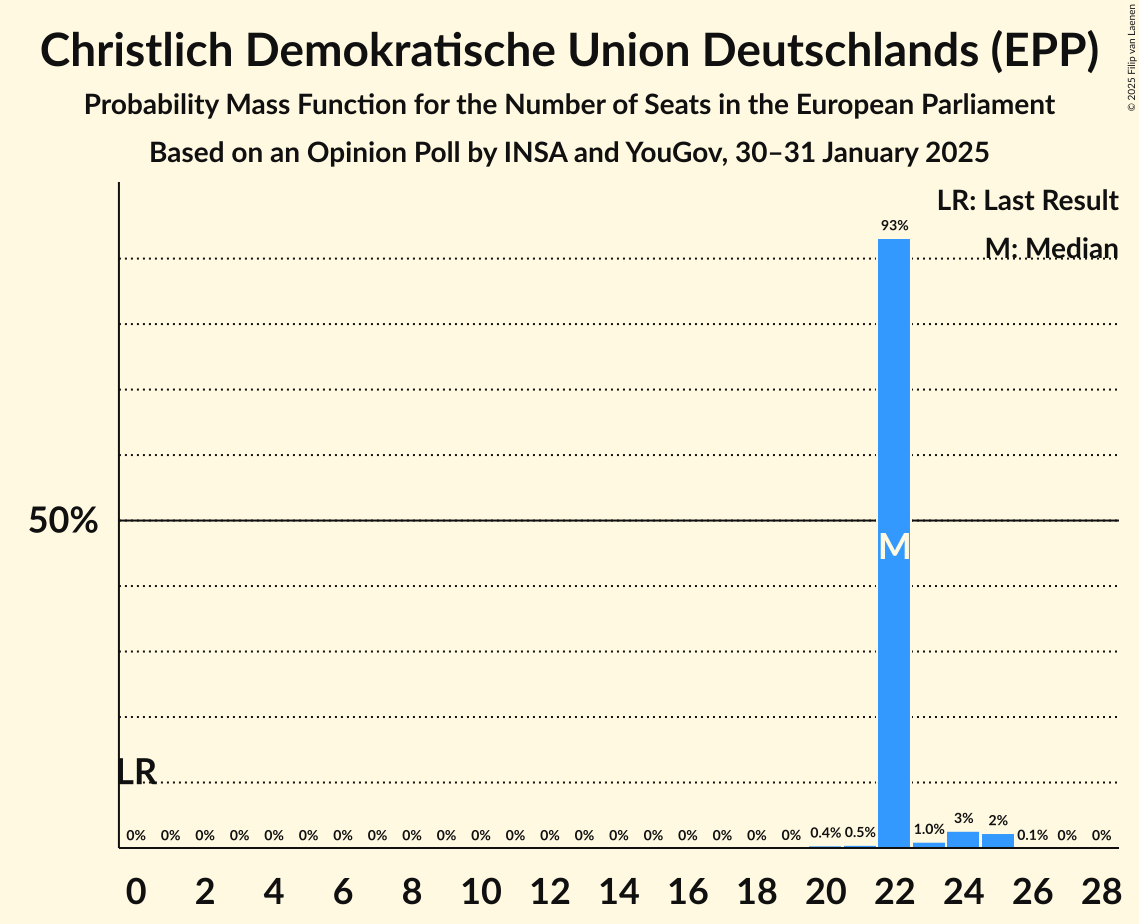 Christlich Demokratische Union Deutschlands (EPP)
Probability Mass Function for the Number of Seats in the European Parliament
Based on an Opinion Poll by INSA and YouGov, 30–31 January 2025
© 2025 Filip van Laenen
LR: Last Result
M: Median
93%
50%
M
LR
0% 0% 0% 0% 0% 0% 0% 0% 0% 0% 0% 0% 0% 0% 0% 0% 0% 0% 0% 0% 0.4% 0.5% 1.0% 3% 2% 0.1% 0% 0%
0 2 4 6 8 10 12 14 16 18 20 22 24 26 28